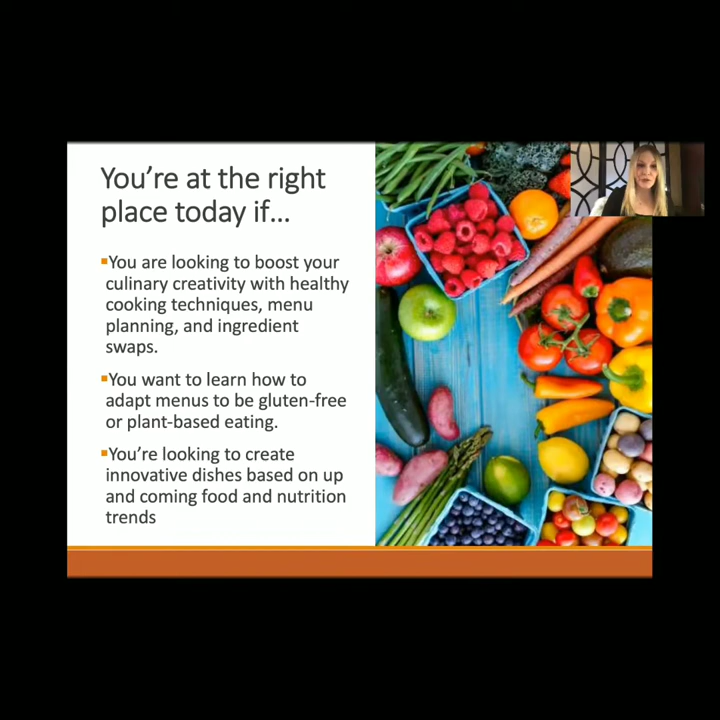 You're at the right
place today if...
▪You are looking to boost your
culinary creativity with healthy
cooking techniques, menu
planning, and ingredient
swaps.
▪You want to learn how to
adapt menus to be gluten-free
or plant-based eating.
▪You're looking to create
innovative dishes based on up
and coming food and nutrition
trends